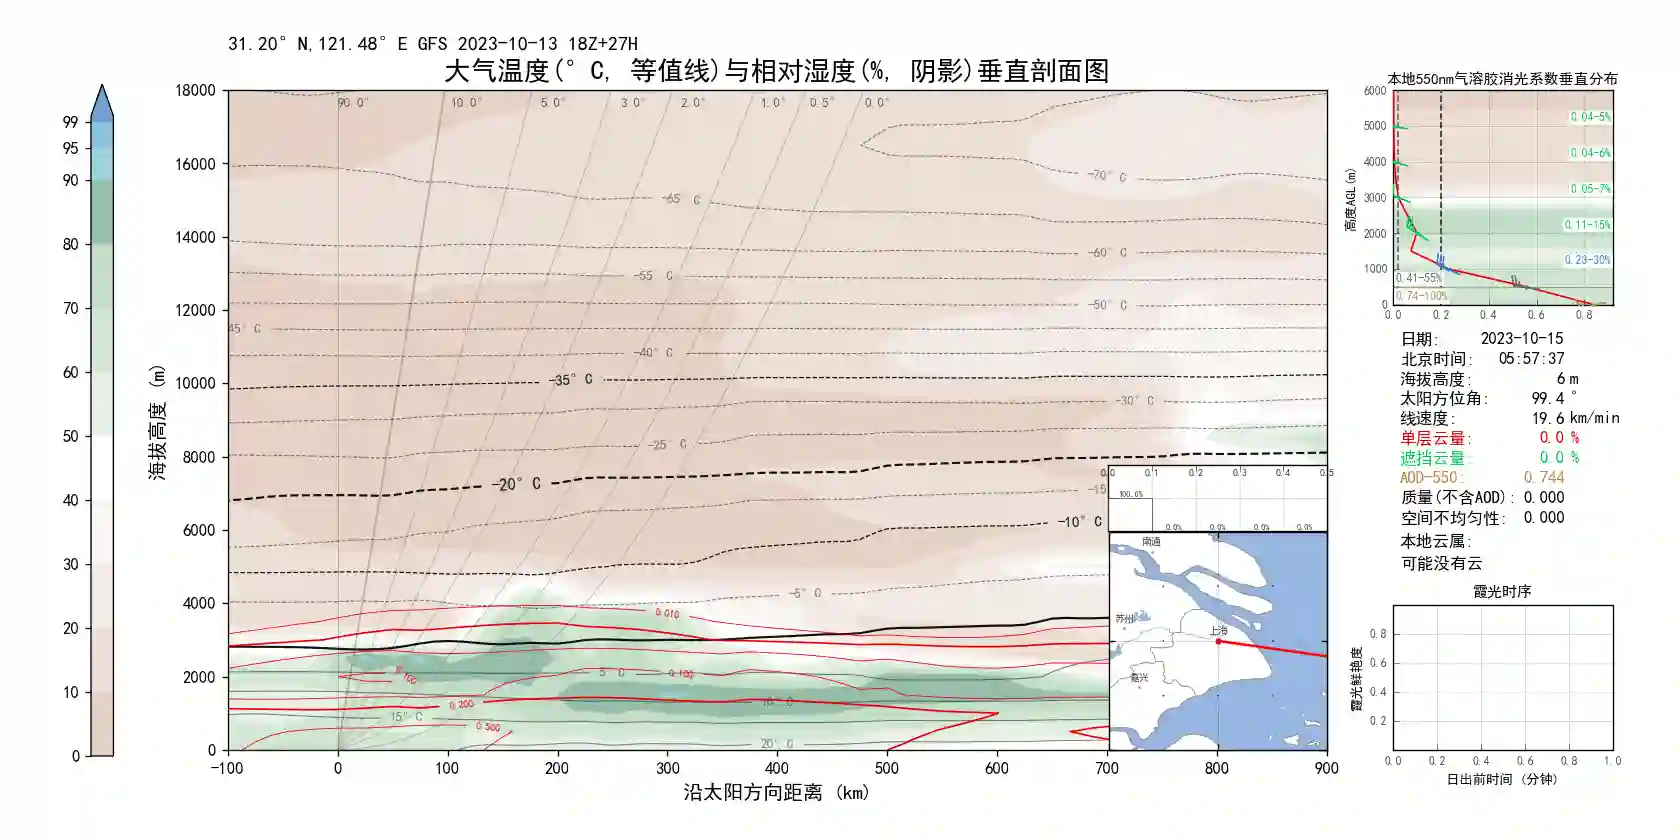 31.20°N,121.48°E GFS 2023-10-13 18Z+27H
大气温度(°C, 等值线)与相对湿度(%, 阴影)垂直剖面图
99
95
90
80
70
60
50
40
30
20
10
0
海拔高度 (m)
18000
16000
14000
12000
10000
8000
6000
4000
2000
0
90.0°
10.0°
5.0°
3.0°
2.0°
1.0°
0.5°
0.0°
-70°C
-65°C
-60°C
-55°C
-50°C
45°C
-40°C
-35°C
-30°C
-25°C
-20°C
-15
-10°C
-5°C
0.010
5°C
0.100
0.100
10°C
0.200
15°C
0.500
20°C
-100
0
100
200
300
400
500
600
700
800
900
沿太阳方向距离 (km)
0.0
0.1
0.2
0.3
0.4
0.5
100.0%
0.0%
0.0%
0.0%
0.0%
南通
苏州
上海
嘉兴
本地550nm气溶胶消光系数垂直分布
高度AGL(m)
6000
5000
4000
3000
2000
1000
0
0.04-5%
0.04-6%
0.05-7%
0.11-15%
0.23-30%
0.41-55%
0.74-100%
0.0
0.2
0.4
0.6
0.8
日期: 2023-10-15
北京时间: 05:57:37
海拔高度: 6 m
太阳方位角: 99.4 °
线速度: 19.6 km/min
单层云量: 0.0 %
遮挡云量: 0.0 %
AOD-550: 0.744
质量(不含AOD): 0.000
空间不均匀性: 0.000
本地云属:
可能没有云
霞光时序
霞光鲜艳度
0.8
0.6
0.4
0.2
0.0
0.2
0.4
0.6
0.8
1.0
日出前时间 (分钟)